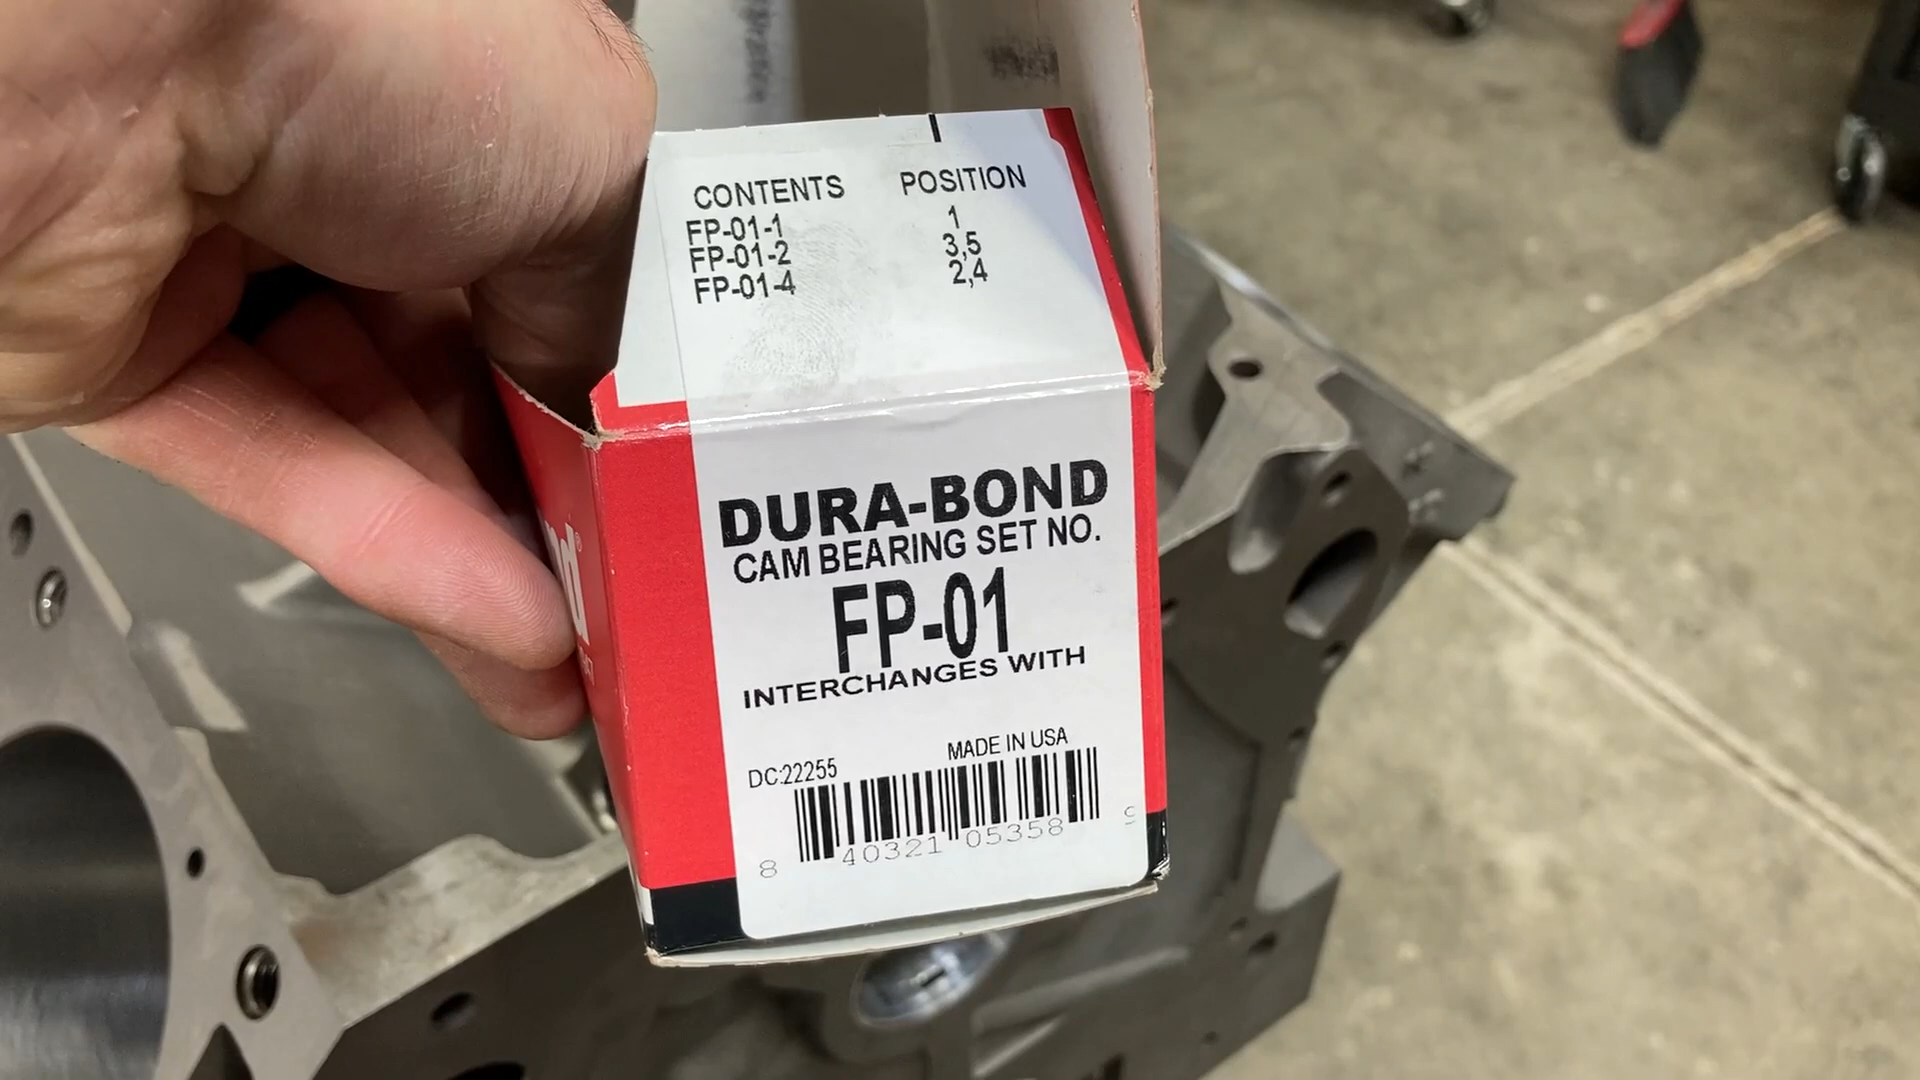 CONTENTS POSITION
FP-01-1 1
FP-01-2 3,5
FP-01-4 2,4
DURA-BOND
CAM BEARING SET NO.
FP-01
INTERCHANGES WITH
MADE IN USA
DC:22255
8 40321 05358 9